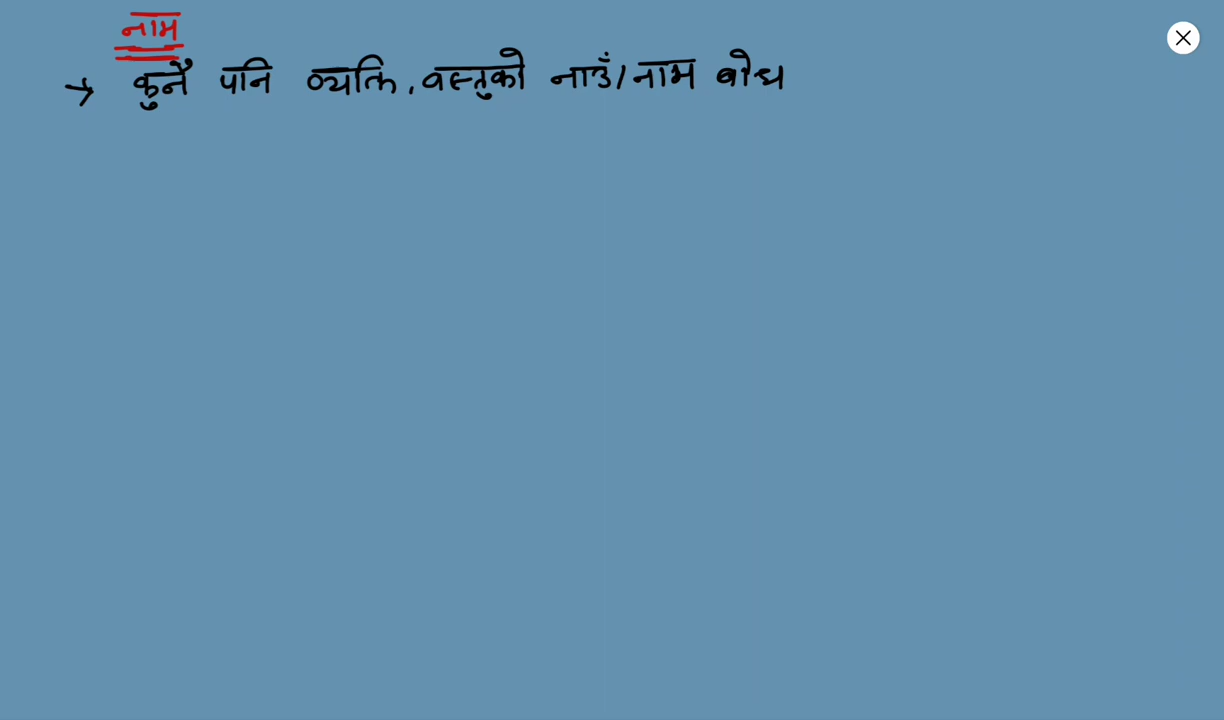 नाम
→ कुनै पनि व्यक्ति, वस्तुको नाउँ/नाम बोध